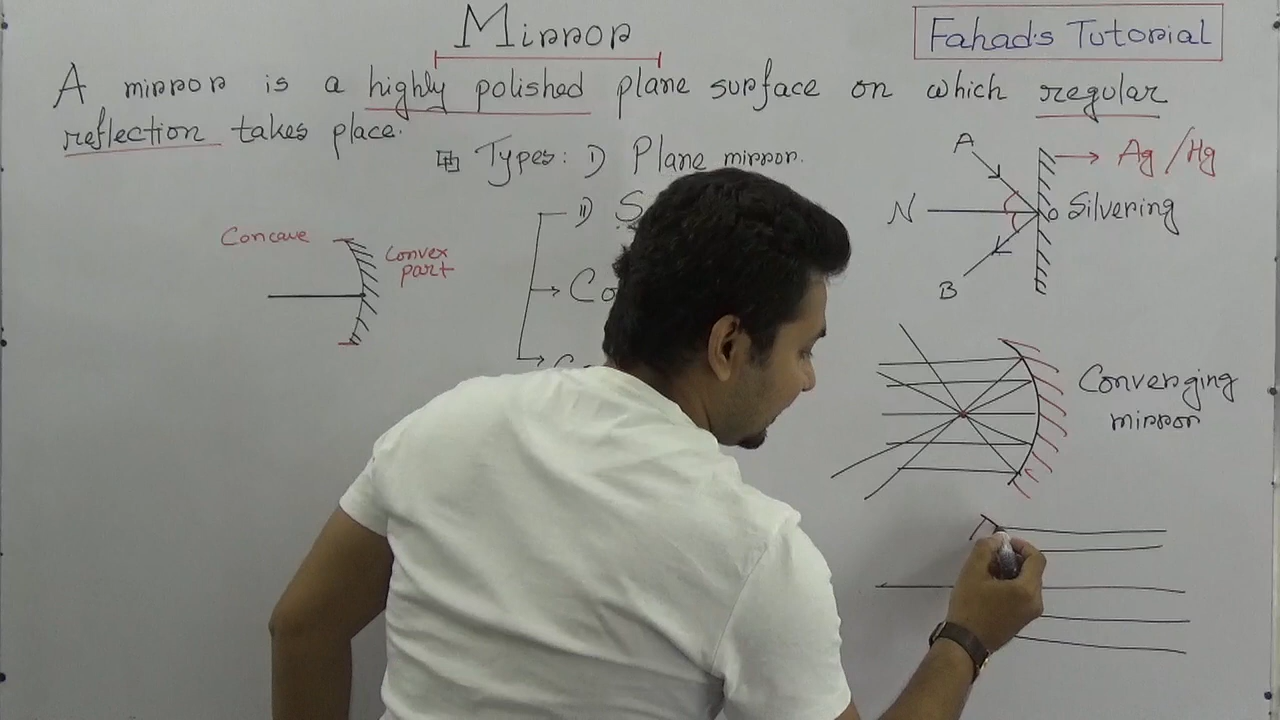 Mirror
Fahad's Tutorial
A mirror is a highly polished plane surface on which regular
reflection takes place.
Types: I) Plane mirror.
II) S
Co
Concave
Convex
part
A
Ag/Hg
N
O
Silvering
B
Converging
mirror